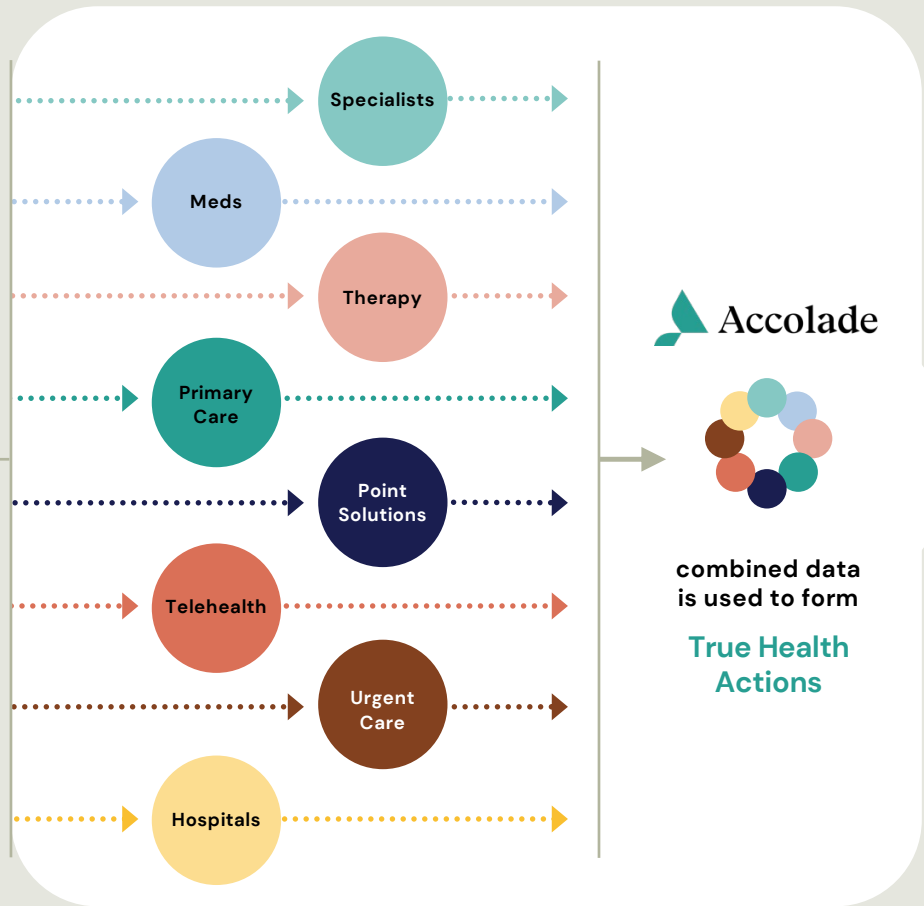 Specialists
Meds
Therapy
Primary
Care
Point
Solutions
Telehealth
Urgent
Care
Hospitals
Accolade
combined data
is used to form
True Health
Actions